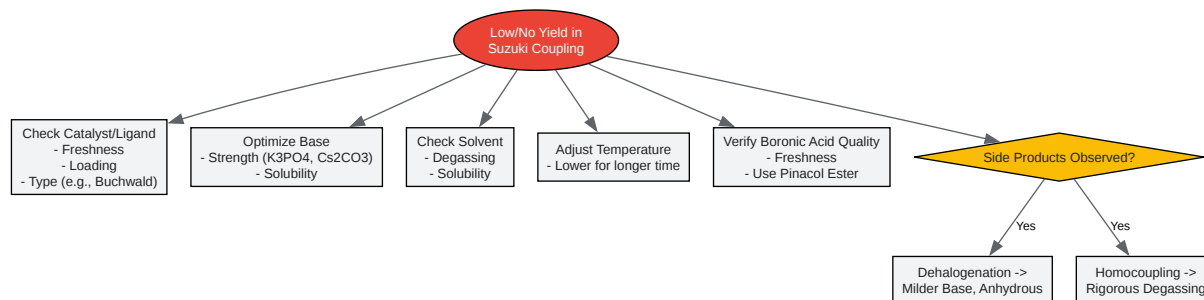 Low/No Yield in
Suzuki Coupling
Check Catalyst/Ligand
- Freshness
- Loading
- Type (e.g., Buchwald)
Optimize Base
- Strength (K3PO4, Cs2CO3)
- Solubility
Check Solvent
- Degassing
- Solubility
Adjust Temperature
- Lower for longer time
Verify Boronic Acid Quality
- Freshness
- Use Pinacol Ester
Side Products Observed?
Yes
Yes
Dehalogenation ->
Milder Base, Anhydrous
Homocoupling ->
Rigorous Degassing